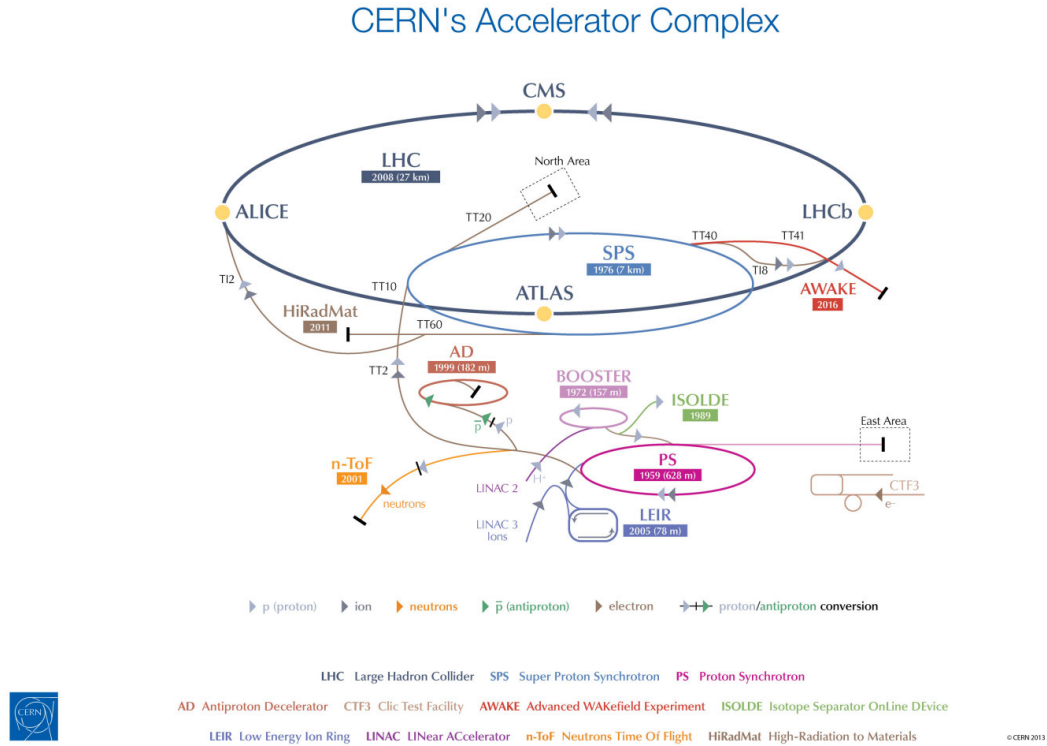 CERN's Accelerator Complex
CMS
LHC
2008 (27 km)
North Area
ALICE
LHCb
TT20
TT40
TT41
SPS
1976 (7 km)
TI2
TT10
TI8
ATLAS
AWAKE
2016
HiRadMat
2011
TT60
AD
1999 (182 m)
TT2
BOOSTER
1972 (157 m)
ISOLDE
1989
p
p̅
East Area
n-ToF
2001
neutrons
LINAC 2
H⁻
PS
1959 (628 m)
CTF3
e⁻
LINAC 3
Ions
LEIR
2005 (78 m)
p (proton) ion neutrons p̅ (antiproton) electron proton/antiproton conversion
LHC Large Hadron Collider SPS Super Proton Synchrotron PS Proton Synchrotron
AD Antiproton Decelerator CTF3 Clic Test Facility AWAKE Advanced WAKefield Experiment ISOLDE Isotope Separator OnLine DEvice
LEIR Low Energy Ion Ring LINAC LINear ACcelerator n-ToF Neutrons Time Of Flight HiRadMat High-Radiation to Materials
CERN
© CERN 2013